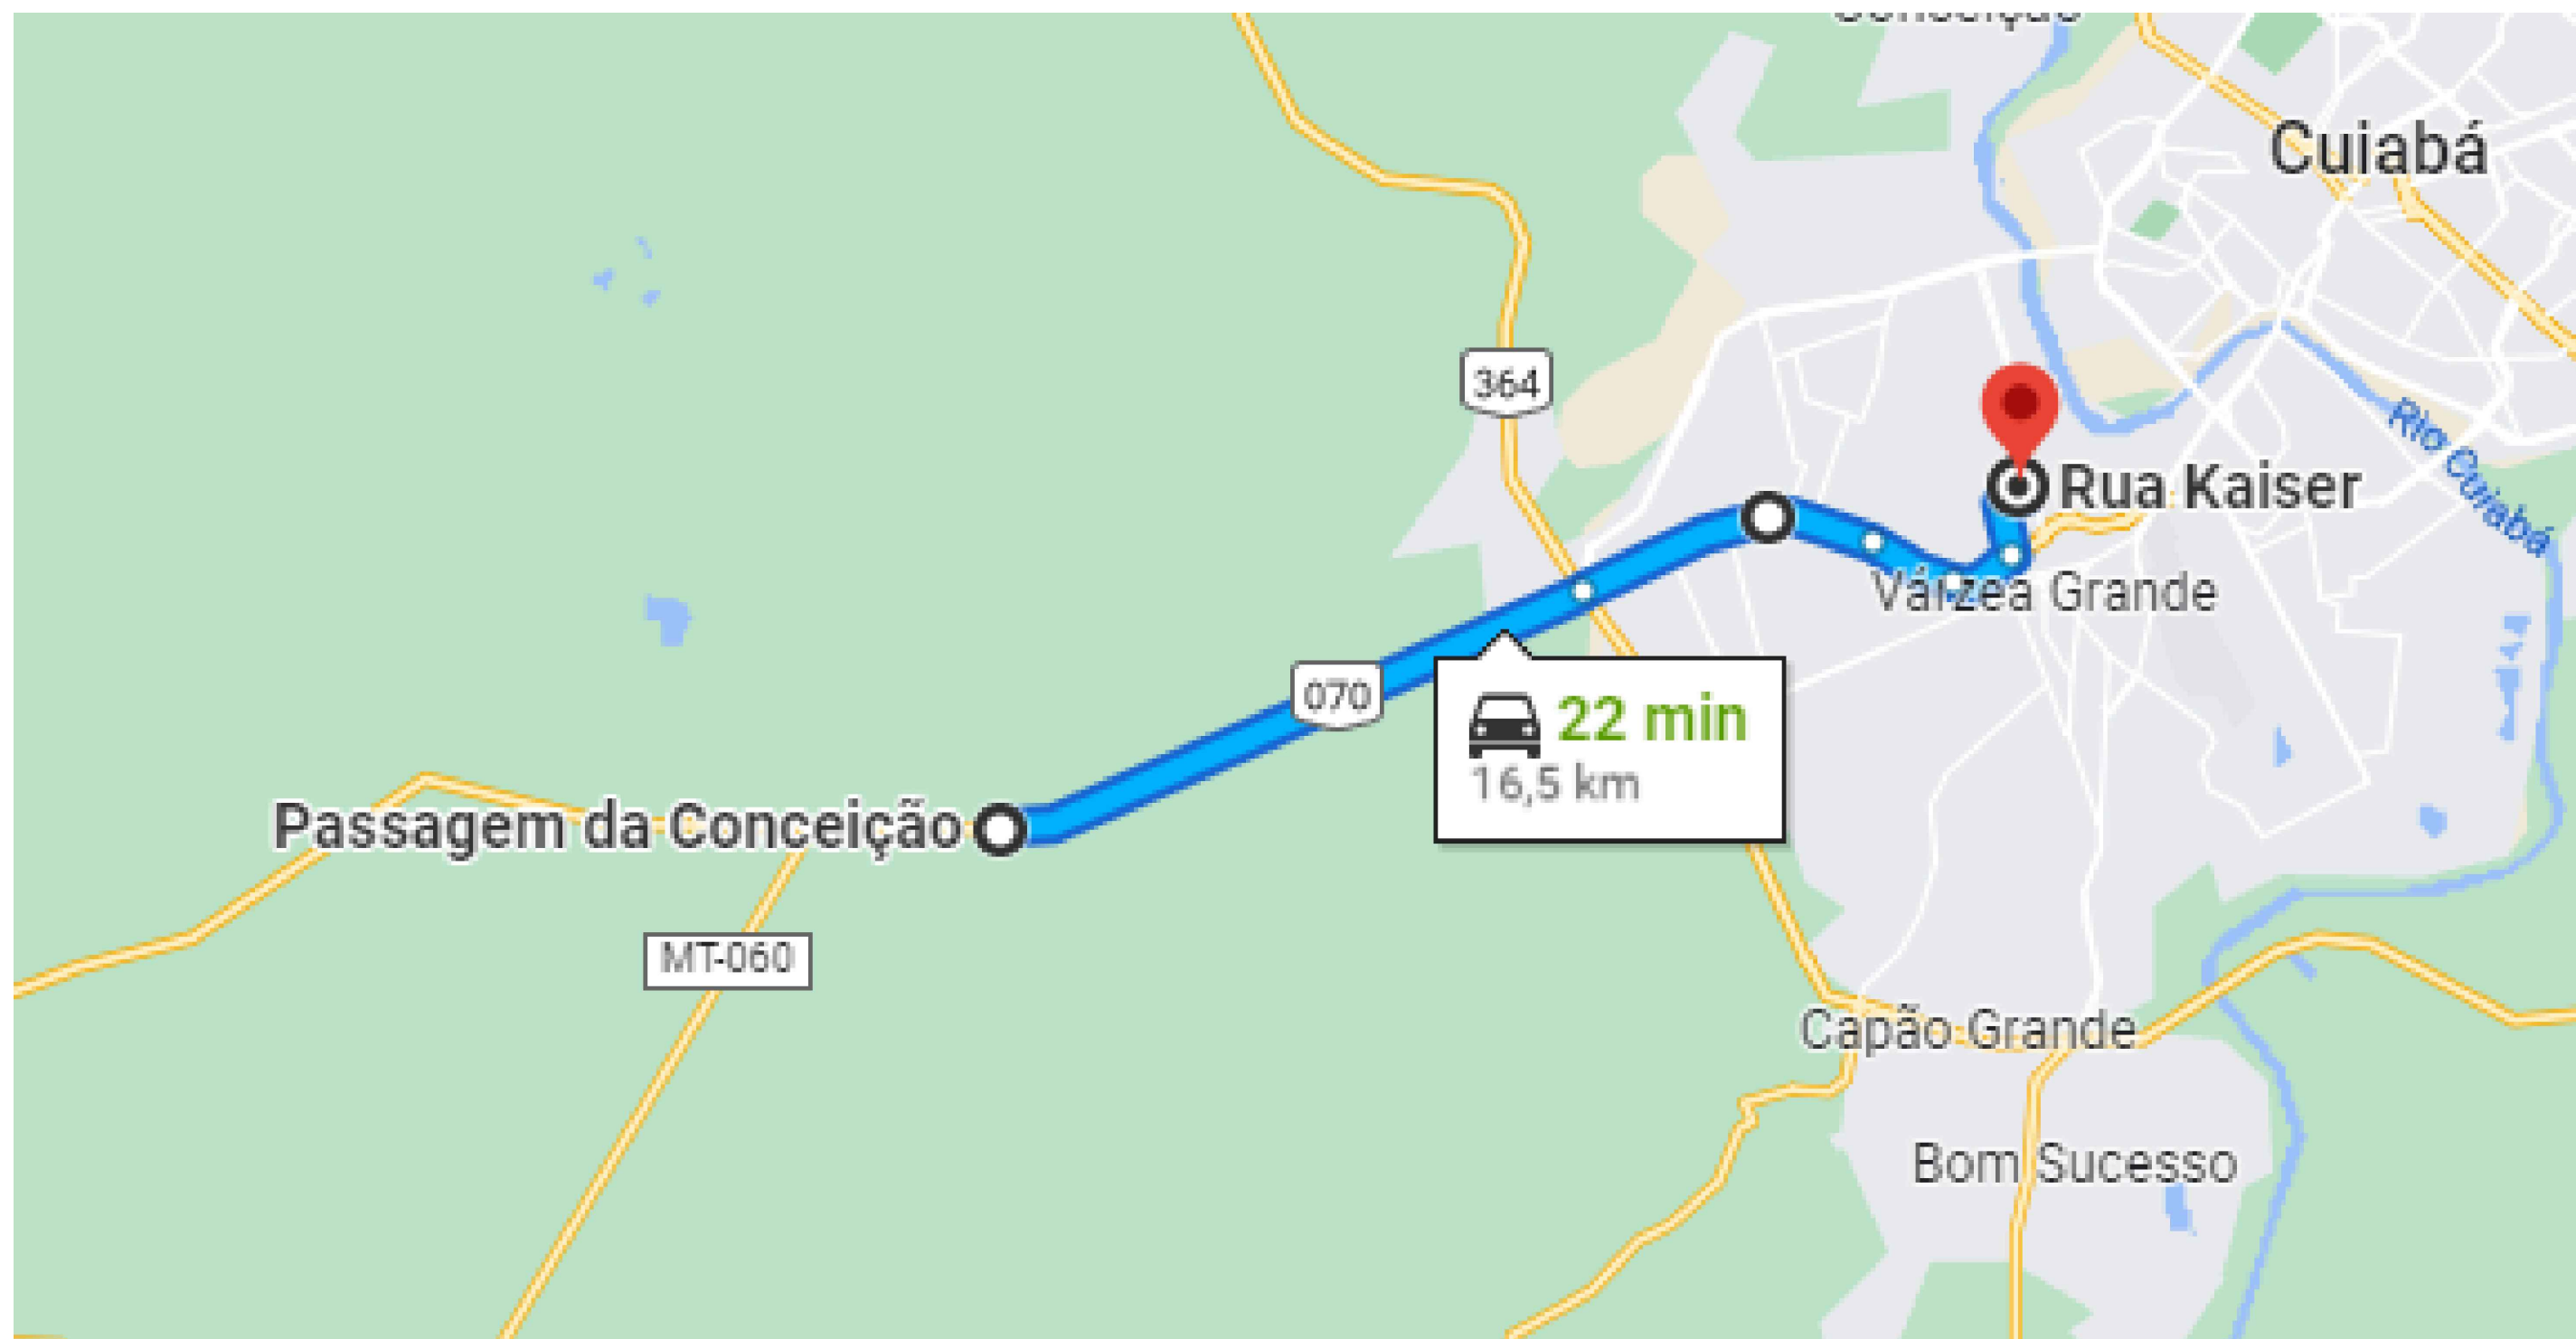 Cuiabá
364
Rio Cuiabá
Rua Kaiser
Várzea Grande
070
22 min
16,5 km
Passagem da Conceição
MT-060
Capão Grande
Bom Sucesso